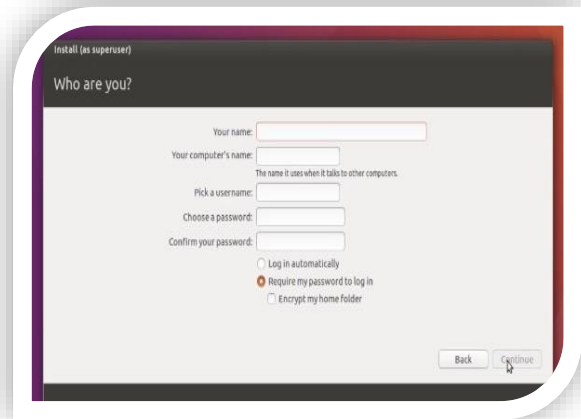 Install (as superuser)
Who are you?
Your name:
Your computer's name:
The name it uses when it talks to other computers.
Pick a username:
Choose a password:
Confirm your password:
Log in automatically
Require my password to log in
Encrypt my home folder
Back Continue